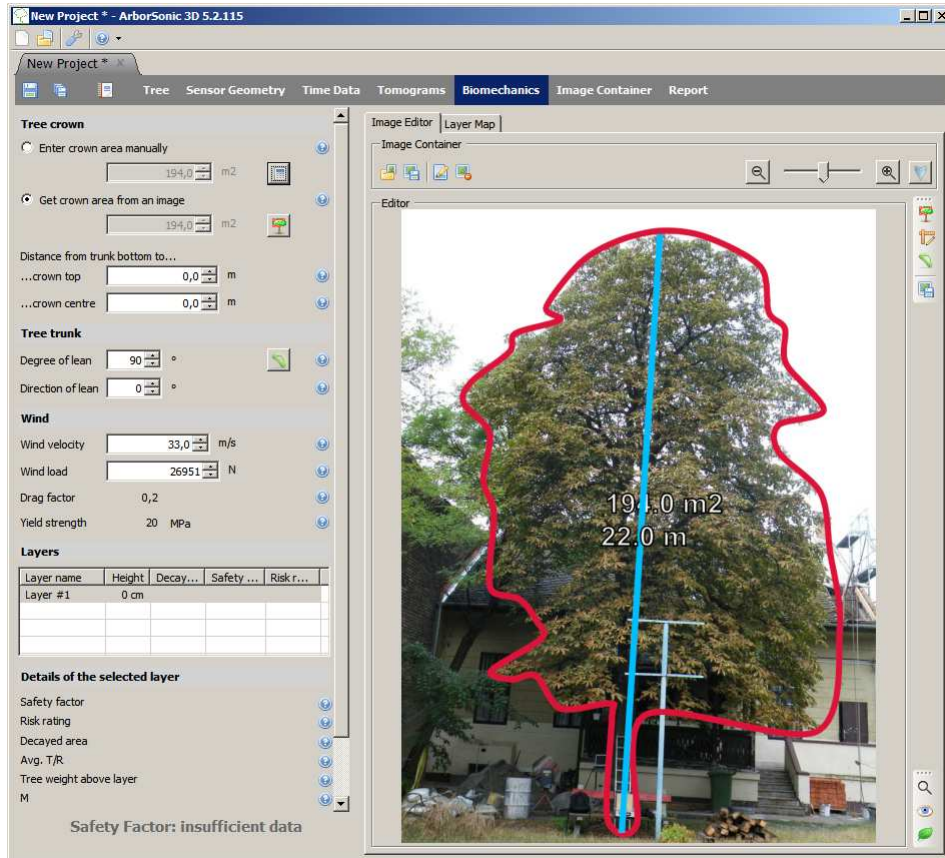 New Project * - ArborSonic 3D 5.2.115
New Project *
Tree Sensor Geometry Time Data Tomograms Biomechanics Image Container Report
Tree crown
Enter crown area manually
194,0 m2
Get crown area from an image
194,0 m2
Distance from trunk bottom to...
...crown top 0,0 m
...crown centre 0,0 m
Tree trunk
Degree of lean 90 °
Direction of lean 0 °
Wind
Wind velocity 33,0 m/s
Wind load 26951 N
Drag factor 0,2
Yield strength 20 MPa
Layers
Layer name Height Decay... Safety ... Risk r...
Layer #1 0 cm
Details of the selected layer
Safety factor
Risk rating
Decayed area
Avg. T/R
Tree weight above layer
M
Safety Factor: insufficient data
Image Editor Layer Map
Image Container
Editor
194.0 m2
22.0 m